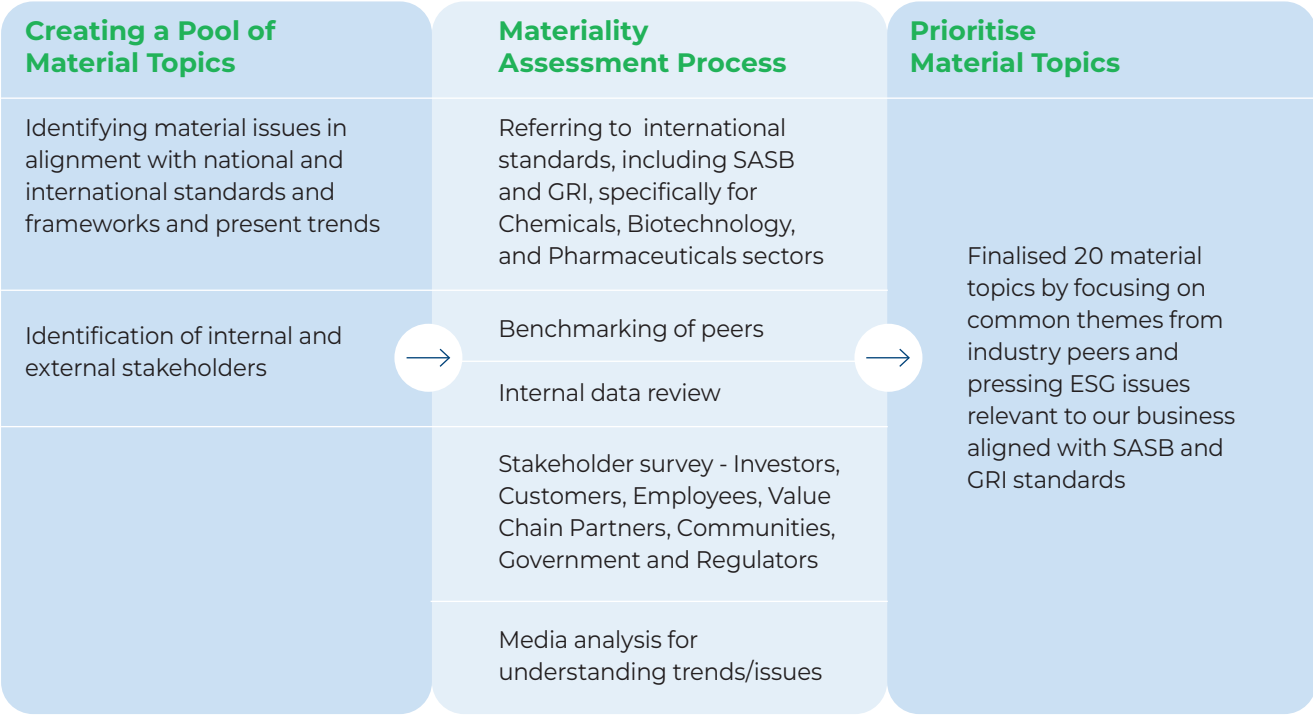 Creating a Pool of
Material Topics
Identifying material issues in
alignment with national and
international standards and
frameworks and present trends
Identification of internal and
external stakeholders
Materiality
Assessment Process
Referring to  international
standards, including SASB
and GRI, specifically for
Chemicals, Biotechnology,
and Pharmaceuticals sectors
Benchmarking of peers
Internal data review
Stakeholder survey - Investors,
Customers, Employees, Value
Chain Partners, Communities,
Government and Regulators
Media analysis for
understanding trends/issues
Prioritise
Material Topics
Finalised 20 material
topics by focusing on
common themes from
industry peers and
pressing ESG issues
relevant to our business
aligned with SASB and
GRI standards